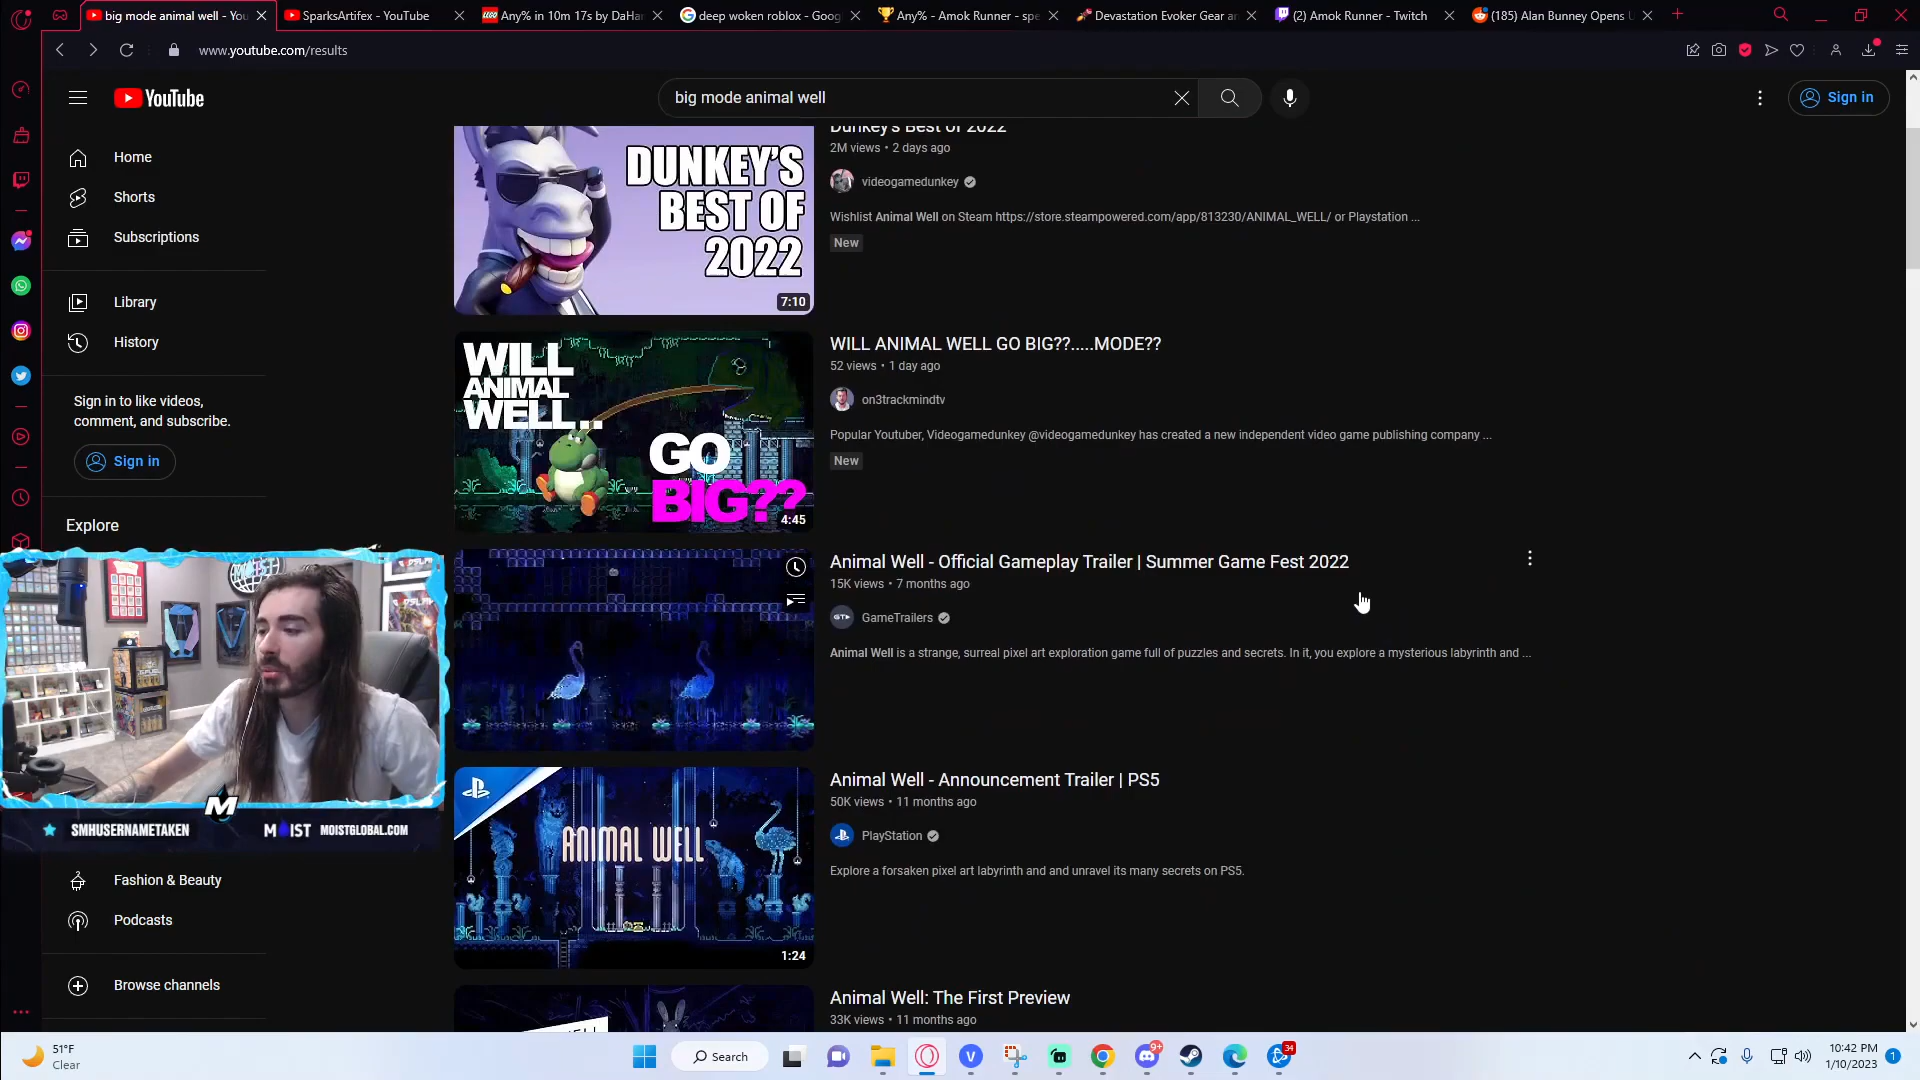 big mode animal well - You
SparksArtifex - YouTube
Any% in 10m 17s by DaHar
deep woken roblox - Goog
Any% - Amok Runner - spe
Devastation Evoker Gear an
(2) Amok Runner - Twitch
(185) Alan Bunney Opens U
www.youtube.com/results
YouTube
big mode animal well
Sign in
Home
Shorts
Subscriptions
Library
History
Sign in to like videos,
comment, and subscribe.
Sign in
Explore
Fashion & Beauty
Podcasts
Browse channels
DUNKEY'S
BEST OF
2022
7:10
Dunkey's Best of 2022
2M views • 2 days ago
videogamedunkey
Wishlist Animal Well on Steam https://store.steampowered.com/app/813230/ANIMAL_WELL/ or Playstation ...
New
WILL
ANIMAL
WELL..
GO
BIG??
4:45
WILL ANIMAL WELL GO BIG??.....MODE??
52 views • 1 day ago
on3trackmindtv
Popular Youtuber, Videogamedunkey @videogamedunkey has created a new independent video game publishing company ...
New
Animal Well - Official Gameplay Trailer | Summer Game Fest 2022
15K views • 7 months ago
GT
GameTrailers
Animal Well is a strange, surreal pixel art exploration game full of puzzles and secrets. In it, you explore a mysterious labyrinth and ...
ANIMAL WELL
1:24
Animal Well - Announcement Trailer | PS5
50K views • 11 months ago
PlayStation
Explore a forsaken pixel art labyrinth and and unravel its many secrets on PS5.
Animal Well: The First Preview
33K views • 11 months ago
M
SMHUSERNAMETAKEN
MOIST
MOISTGLOBAL.COM
51°F
Clear
Search
9+
34
10:42 PM
1/10/2023
1